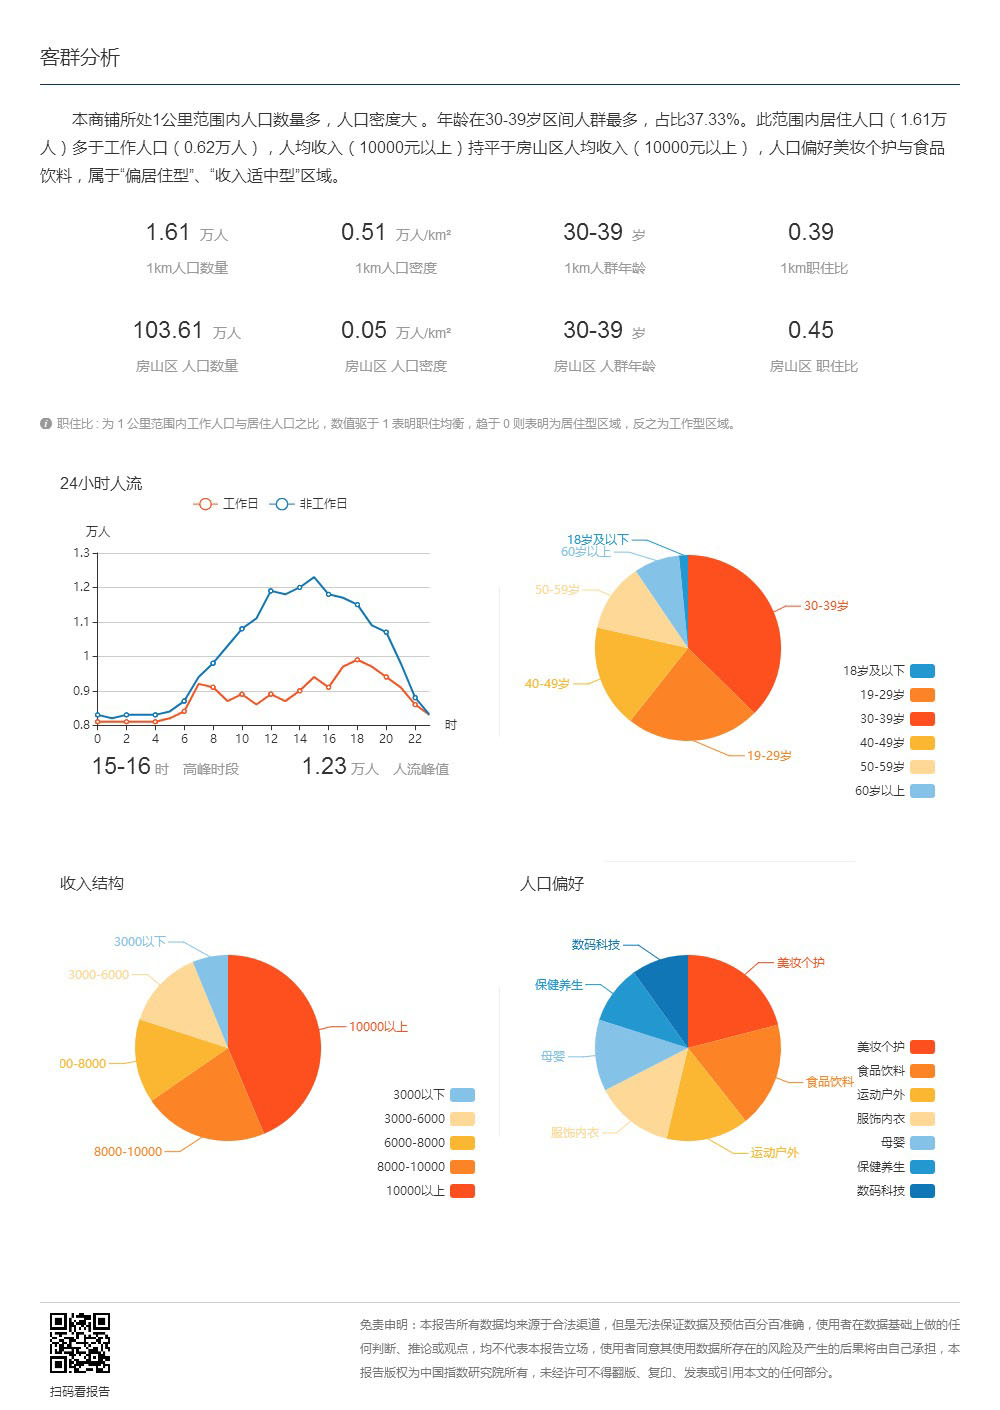 客群分析
本商铺所处1公里范围内人口数量多，人口密度大 。年龄在30-39岁区间人群最多，占比37.33%。此范围内居住人口（1.61万
人）多于工作人口（0.62万人），人均收入（10000元以上）持平于房山区人均收入（10000元以上），人口偏好美妆个护与食品
饮料，属于“偏居住型”、“收入适中型”区域。
1.61 万人
0.51 万人/km²
30-39 岁
0.39
1km人口数量
1km人口密度
1km人群年龄
1km职住比
103.61 万人
0.05 万人/km²
30-39 岁
0.45
房山区 人口数量
房山区 人口密度
房山区 人群年龄
房山区 职住比
i 职住比 : 为 1 公里范围内工作人口与居住人口之比，数值驱于 1 表明职住均衡，趋于 0 则表明为居住型区域，反之为工作型区域。
24小时人流
工作日 非工作日
万人
1.3
1.2
1.1
1
0.9
0.8
0 2 4 6 8 10 12 14 16 18 20 22
时
15-16 时 高峰时段
1.23 万人 人流峰值
18岁及以下
60岁以上
50-59岁
40-49岁
30-39岁
19-29岁
18岁及以下
19-29岁
30-39岁
40-49岁
50-59岁
60岁以上
收入结构
3000以下
3000-6000
00-8000
8000-10000
10000以上
3000以下
3000-6000
6000-8000
8000-10000
10000以上
人口偏好
数码科技
保健养生
母婴
服饰内衣
美妆个护
食品饮料
运动户外
美妆个护
食品饮料
运动户外
服饰内衣
母婴
保健养生
数码科技
扫码看报告
免责申明：本报告所有数据均来源于合法渠道，但是无法保证数据及预估百分百准确，使用者在数据基础上做的任
何判断、推论或观点，均不代表本报告立场，使用者同意其使用数据所存在的风险及产生的后果将由自己承担，本
报告版权为中国指数研究院所有，未经许可不得翻版、复印、发表或引用本文的任何部分。